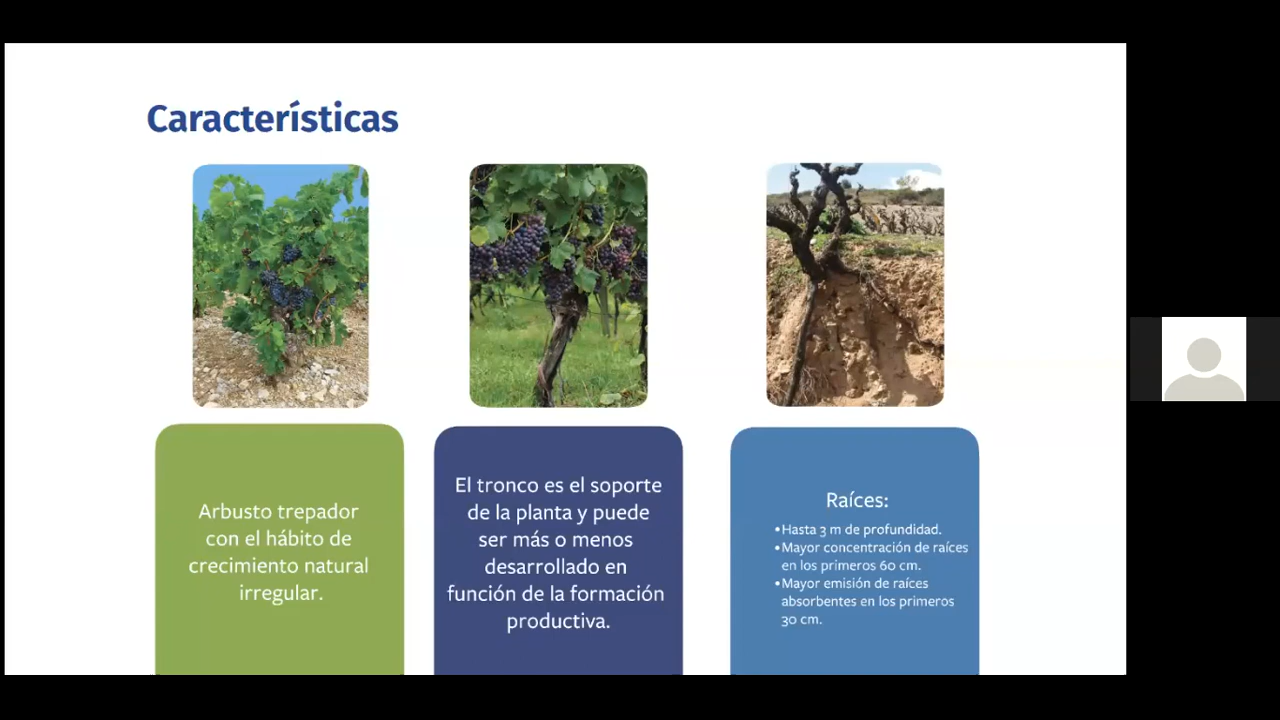 Características
Arbusto trepador
con el hábito de
crecimiento natural
irregular.
El tronco es el soporte
de la planta y puede
ser más o menos
desarrollado en
función de la formación
productiva.
Raíces:
•Hasta 3 m de profundidad.
•Mayor concentración de raíces
en los primeros 60 cm.
•Mayor emisión de raíces
absorbentes en los primeros
30 cm.